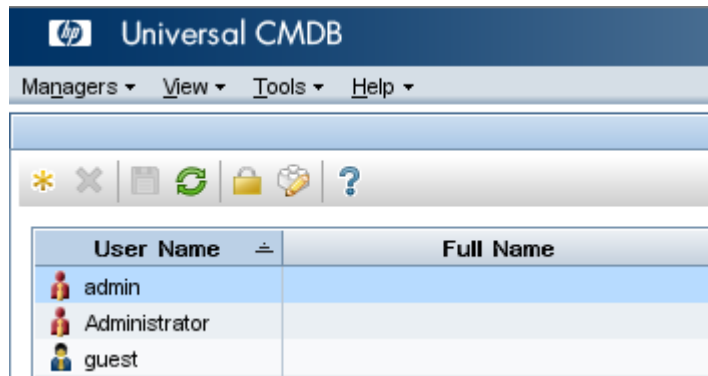 hp Universal CMDB
Managers View Tools Help
User Name Full Name
admin
Administrator
guest